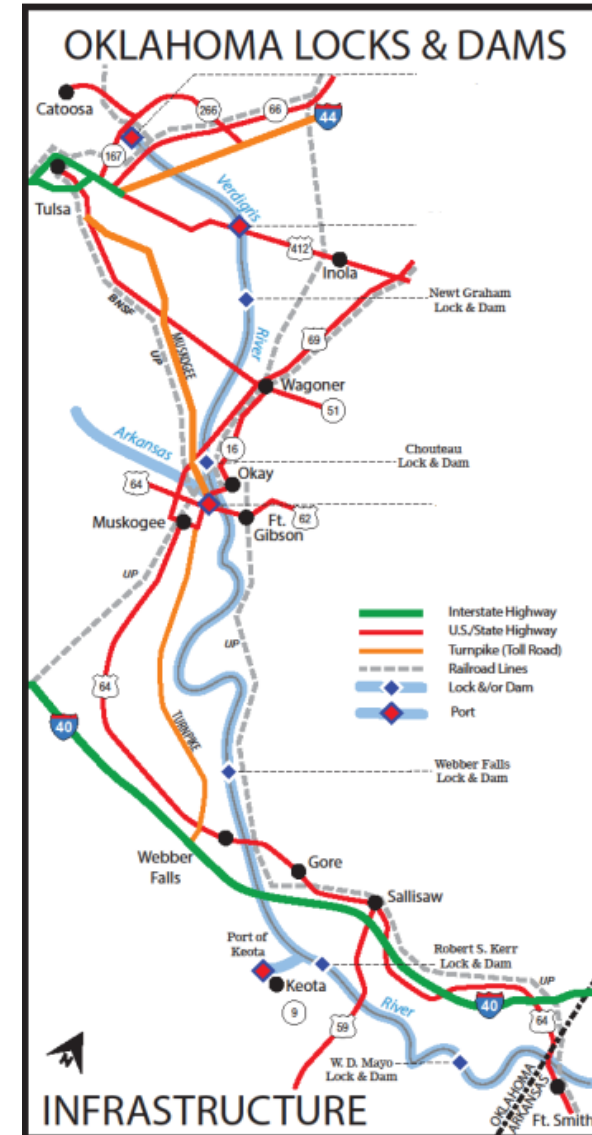 OKLAHOMA LOCKS & DAMS
Catoosa
266
66
44
167
Tulsa
Verdigris
412
Inola
Newt Graham
Lock & Dam
BNSF
UP
MUSKOGEE
River
69
Wagoner
51
Arkansas
16
Chouteau
Lock & Dam
64
Okay
Muskogee
Ft.
Gibson
62
UP
UP
Interstate Highway
U.S./State Highway
Turnpike (Toll Road)
Railroad Lines
Lock &/or Dam
Port
64
40
TURNPIKE
Webber Falls
Lock & Dam
Webber
Falls
Gore
Sallisaw
Port of
Keota
Robert S. Kerr
Lock & Dam
Keota
UP
9
River
59
40
64
W. D. Mayo
Lock & Dam
N
OKLAHOMA
ARKANSAS
INFRASTRUCTURE
Ft. Smith